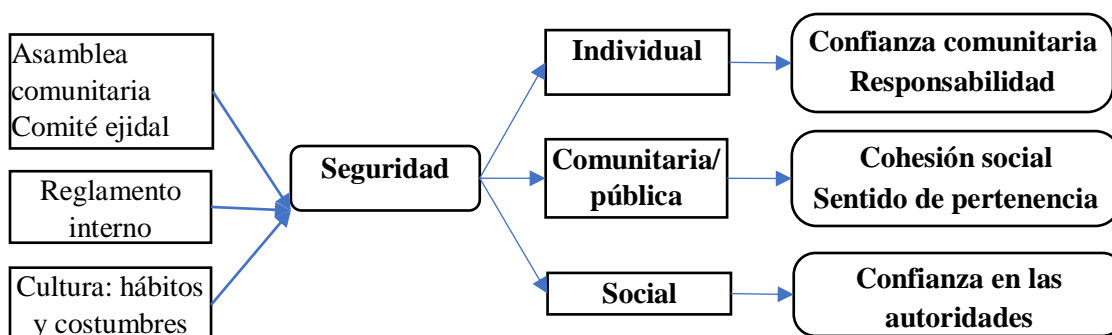 Asamblea
comunitaria
Comité ejidal
Reglamento
interno
Cultura: hábitos
y costumbres
Seguridad
Individual
Comunitaria/
pública
Social
Confianza comunitaria
Responsabilidad
Cohesión social
Sentido de pertenencia
Confianza en las
autoridades